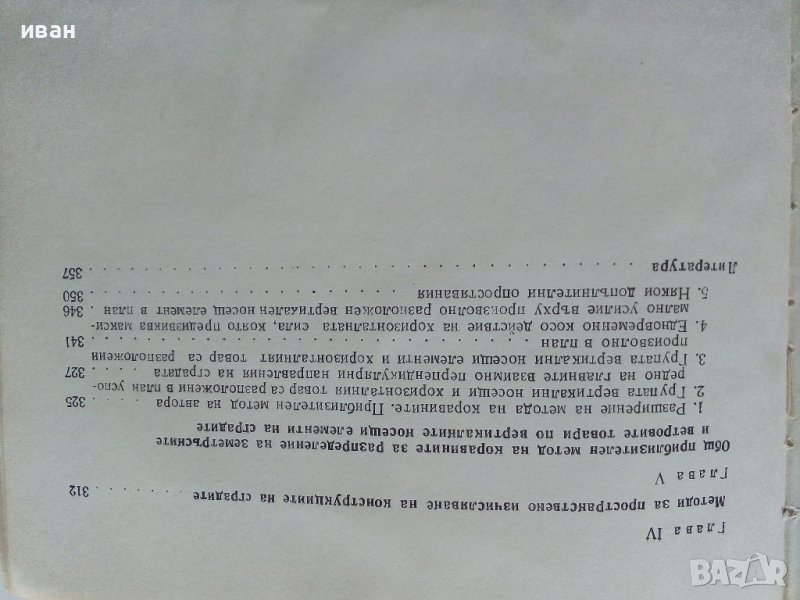 иван
Глава IV
Методи за пространствено изчисляване на конструкциите на сградите . . . . . . 312
Глава V
Общ приблизителен метод на коравините за разпределение на земетръсните
и ветровите товари по вертикалните носещи елементи на сградите
1. Разширение на метода на коравините. Приблизителен метод на автора . . . 325
2. Групата вертикални носещи и хоризонталния товар са разположени в план успо-
редно на главните взаимно перпендикулярни направления на сградата . . . . . 327
3. Групата вертикални носещи елементи и хоризонталният товар са разположени
произволно в план . . . . . . . . . . . . . . . . . . . . . . 341
4. Едновременно косо действие на хоризонталната сила, която предизвиква макси-
мално усилие върху произволно разположен вертикален носещ елемент в план 346
5. Някои допълнителни опростявания . . . . . . . . . . . . . . . . . 350
Литература . . . . . . . . . . . . . . . . . . . . . . . . . . . . 357
BAZAR